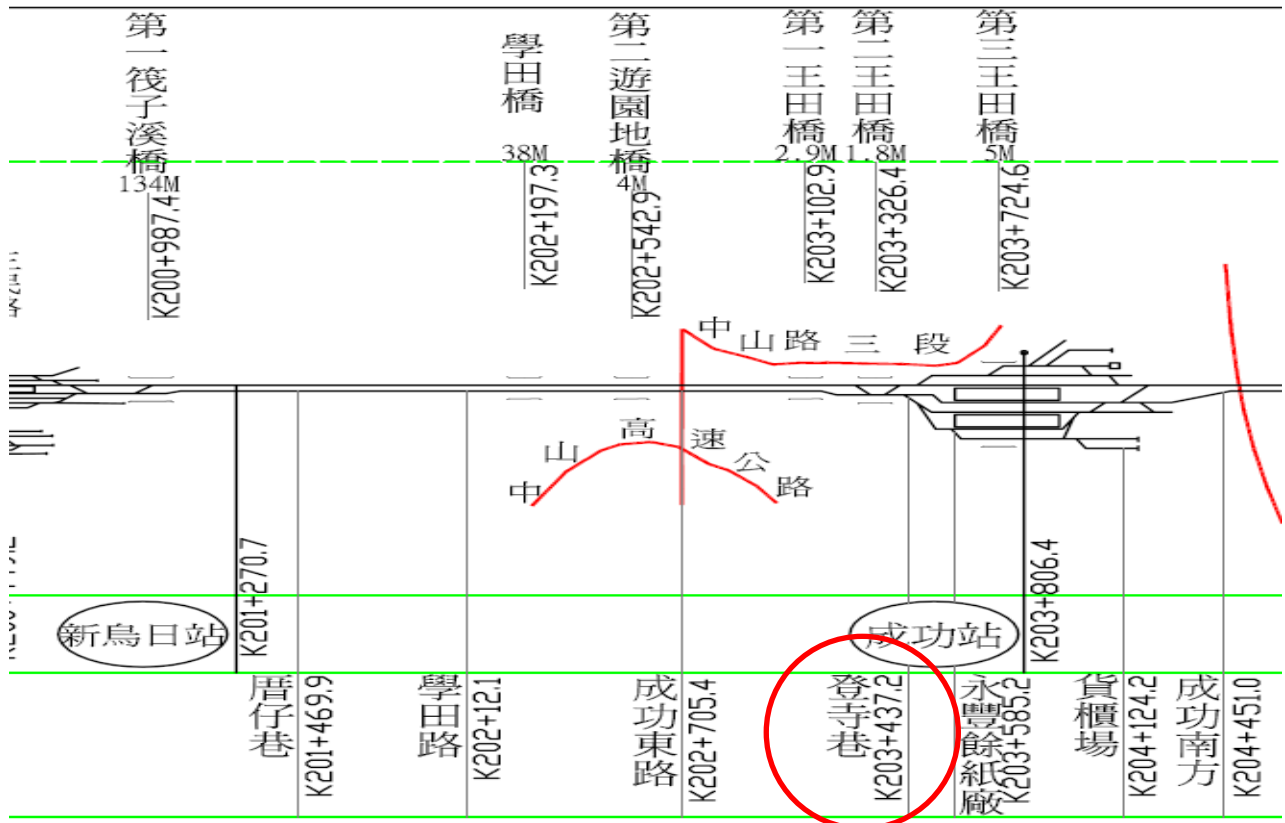 第一筏子溪橋
134M
K200+987.4
學田橋
38M
K202+197.3
第二遊園地橋
4M
K202+542.9
第一王田橋
2.9M
K203+102.9
第二王田橋
1.8M
K203+326.4
第三王田橋
5M
K203+724.6
中山路三段
中山高速公路
新烏日站
K201+270.7
成功站
K203+806.4
厝仔巷
K201+469.9
學田路
K202+12.1
成功東路
K202+705.4
登寺巷
K203+437.2
永豐餘紙廠
K203+585.2
貨櫃場
K204+124.2
成功南方
K204+451.0